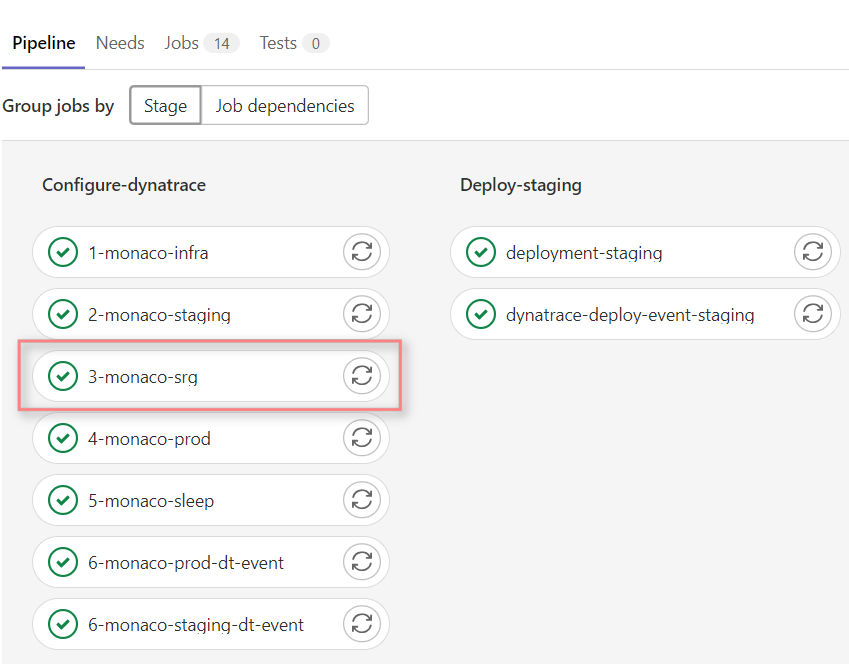 Pipeline Needs Jobs 14 Tests 0
Group jobs by Stage Job dependencies
Configure-dynatrace
1-monaco-infra
2-monaco-staging
3-monaco-srg
4-monaco-prod
5-monaco-sleep
6-monaco-prod-dt-event
6-monaco-staging-dt-event
Deploy-staging
deployment-staging
dynatrace-deploy-event-staging